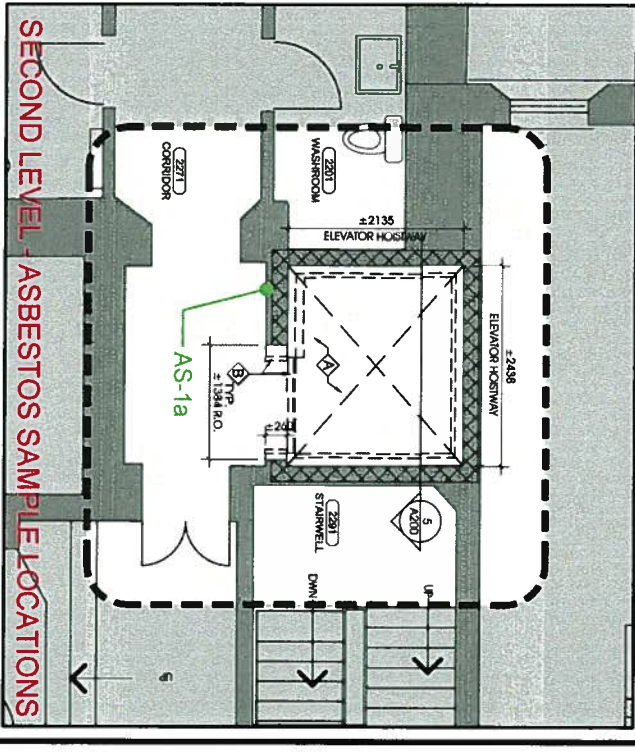 ±2438
ELEVATOR HOISTWAY
±2135
ELEVATOR HOISTWAY
2201
WASHROOM
2271
CORRIDOR
A
B
TYP.
±1384 R.O.
AS-1a
5
A200
2291
STAIRWELL
UP
DWN
UP
SECOND LEVEL - ASBESTOS SAMPLE LOCATIONS